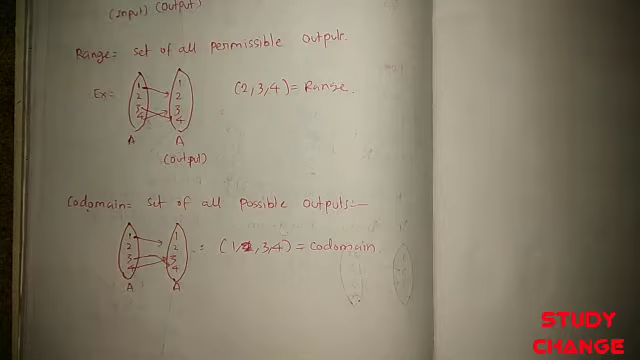 (Input) (Output)
Range= set of all permissible outputs.
Ex=
1 1
2 2
3 3
4 4
(2,3,4)= Range.
A A
(output)
Codomain= set of all possible outputs:-
1 1
2 2
3 3
4 4
: (1,2,3,4) = Codomain
A A
STUDY
CHANGE